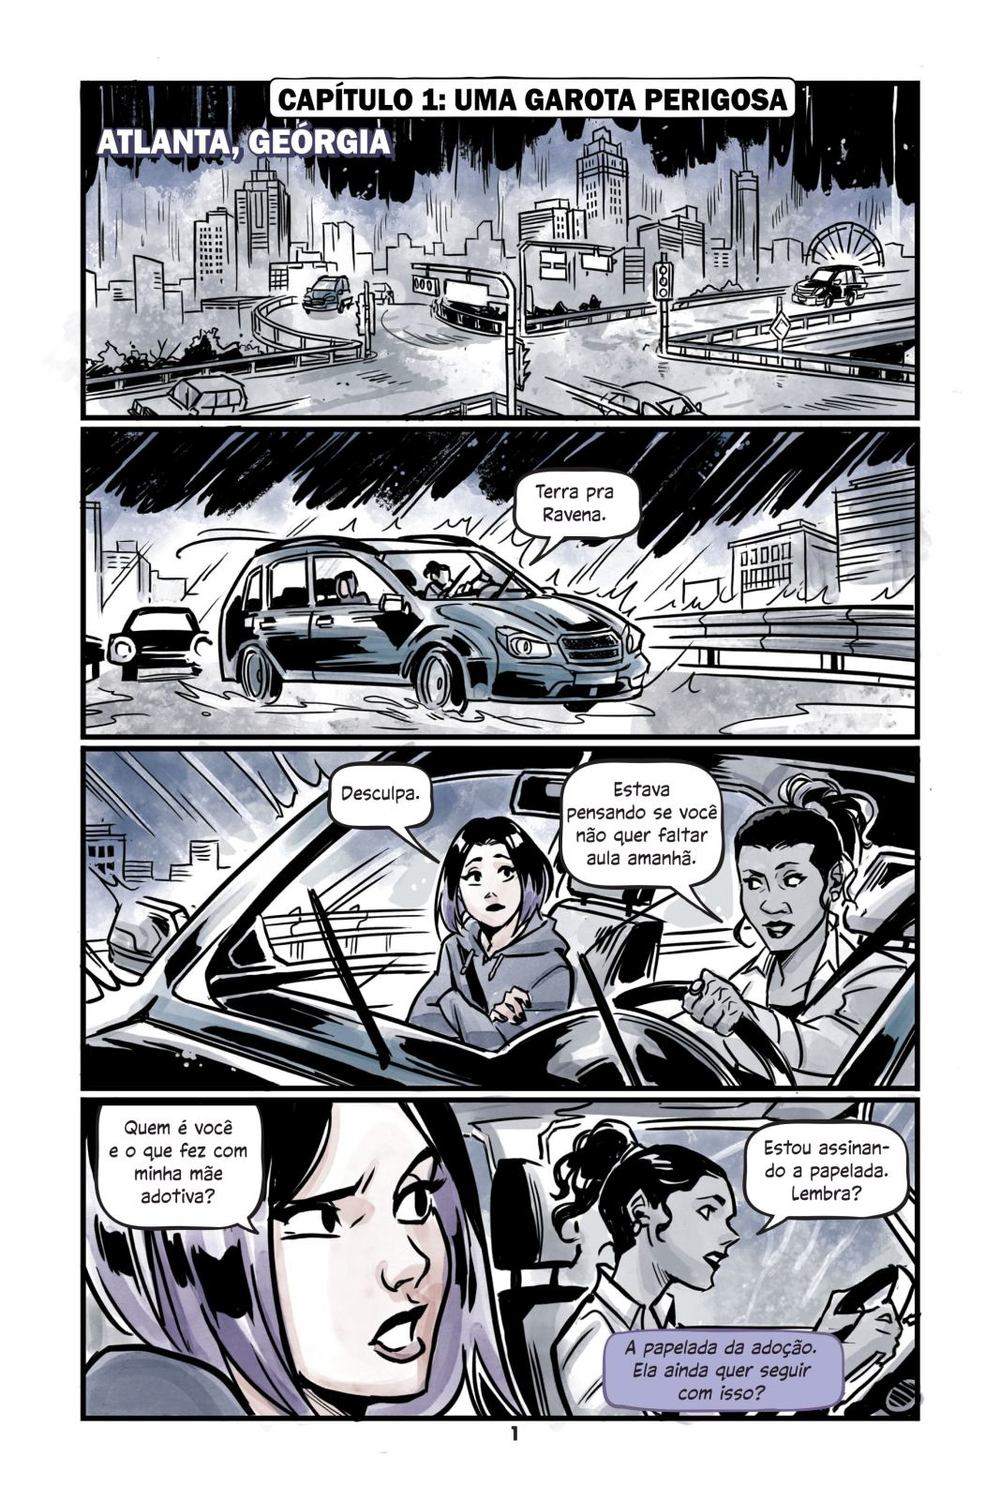 CAPÍTULO 1: UMA GAROTA PERIGOSA
ATLANTA, GEÓRGIA
Terra pra
Ravena.
Desculpa.
Estava
pensando se você
não quer faltar
aula amanhã.
Quem é você
e o que fez com
minha mãe
adotiva?
Estou assinan-
do a papelada.
Lembra?
A papelada da adoção.
Ela ainda quer seguir
com isso?
1